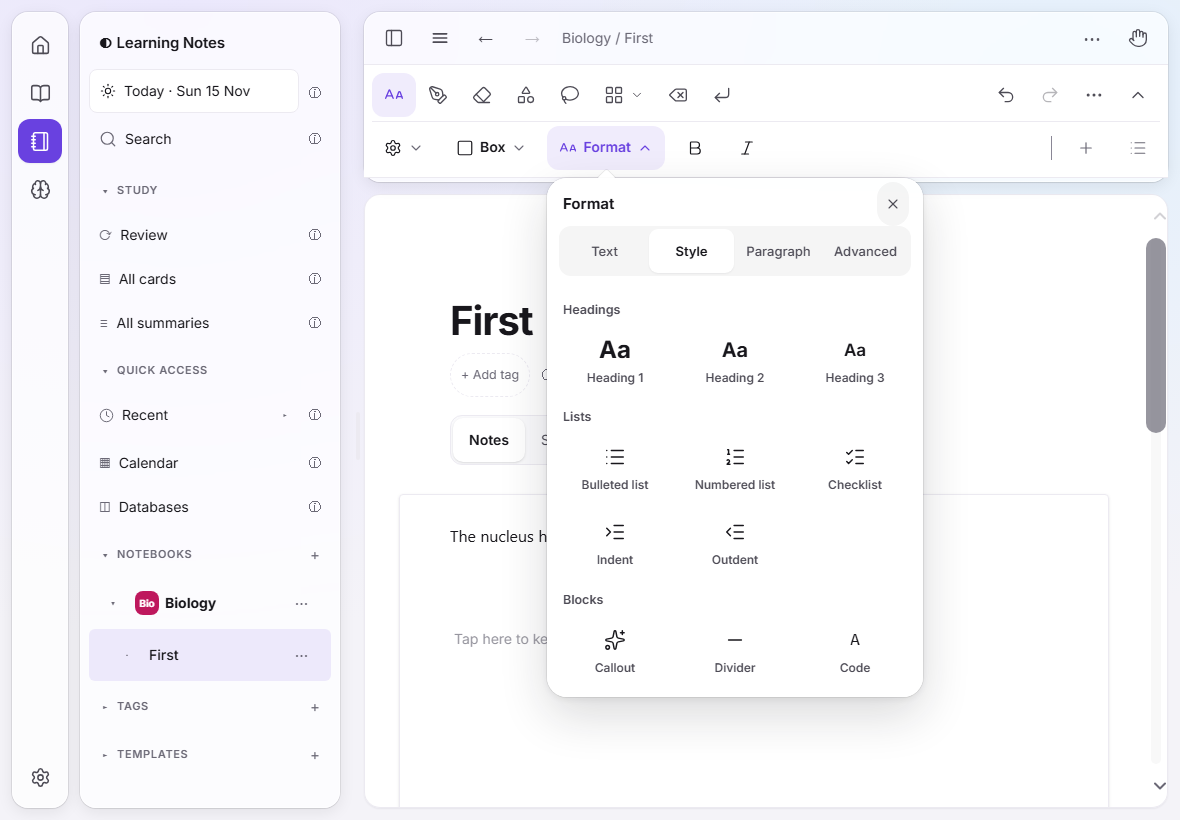 Learning Notes
Today · Sun 15 Nov
Search
STUDY
Review
All cards
All summaries
QUICK ACCESS
Recent
Calendar
Databases
NOTEBOOKS
Bio Biology
First
TAGS
TEMPLATES
Biology / First
AA
Box
AA Format
B I
Format
Text Style Paragraph Advanced
Headings
Aa Aa Aa
Heading 1 Heading 2 Heading 3
Lists
Bulleted list Numbered list Checklist
Indent Outdent
Blocks
A
Callout Divider Code
First
+ Add tag
Notes S
The nucleus h
Tap here to ke